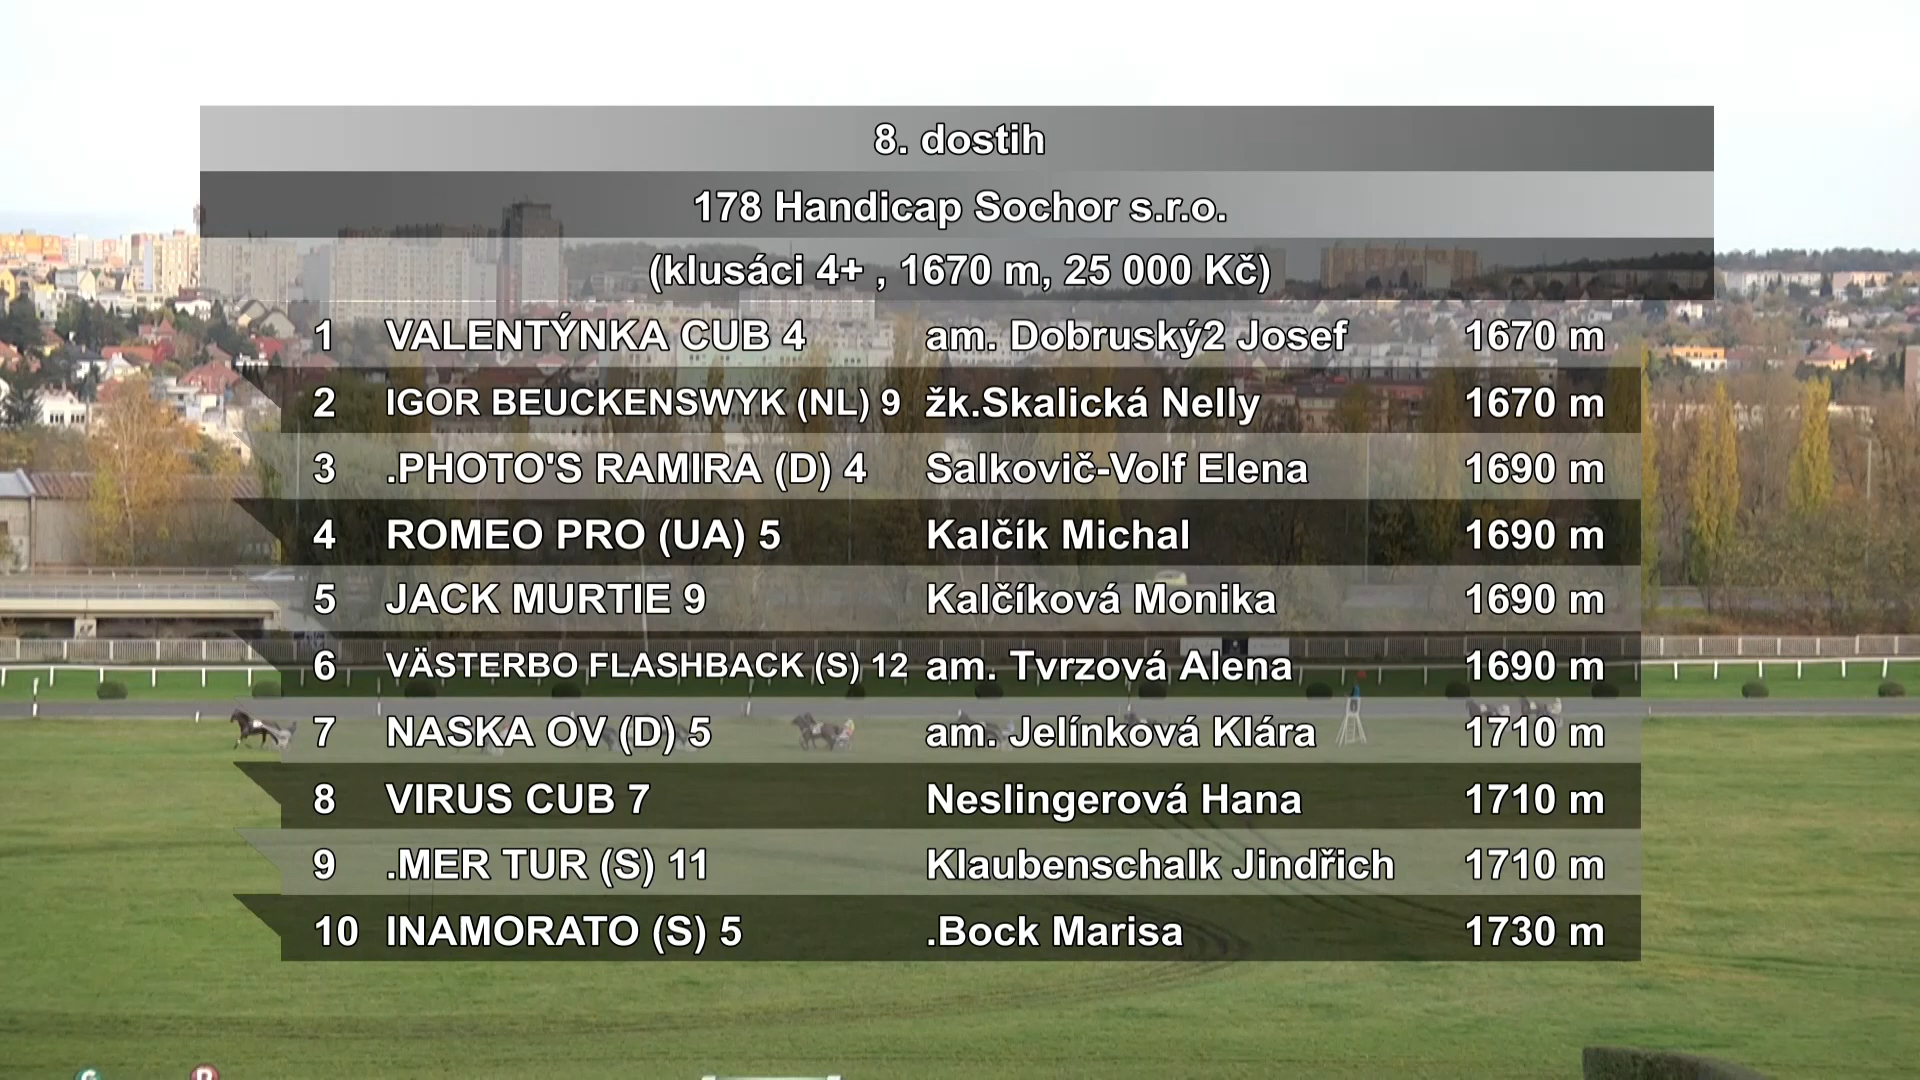 8. dostih
178 Handicap Sochor s.r.o.
(klusáci 4+ , 1670 m, 25 000 Kč)
1 VALENTÝNKA CUB 4 am. Dobruský2 Josef 1670 m
2 IGOR BEUCKENSWYK (NL) 9 žk.Skalická Nelly 1670 m
3 .PHOTO'S RAMIRA (D) 4 Salkovič-Volf Elena 1690 m
4 ROMEO PRO (UA) 5 Kalčík Michal 1690 m
5 JACK MURTIE 9 Kalčíková Monika 1690 m
6 VÄSTERBO FLASHBACK (S) 12 am. Tvrzová Alena 1690 m
7 NASKA OV (D) 5 am. Jelínková Klára 1710 m
8 VIRUS CUB 7 Neslingerová Hana 1710 m
9 .MER TUR (S) 11 Klaubenschalk Jindřich 1710 m
10 INAMORATO (S) 5 .Bock Marisa 1730 m